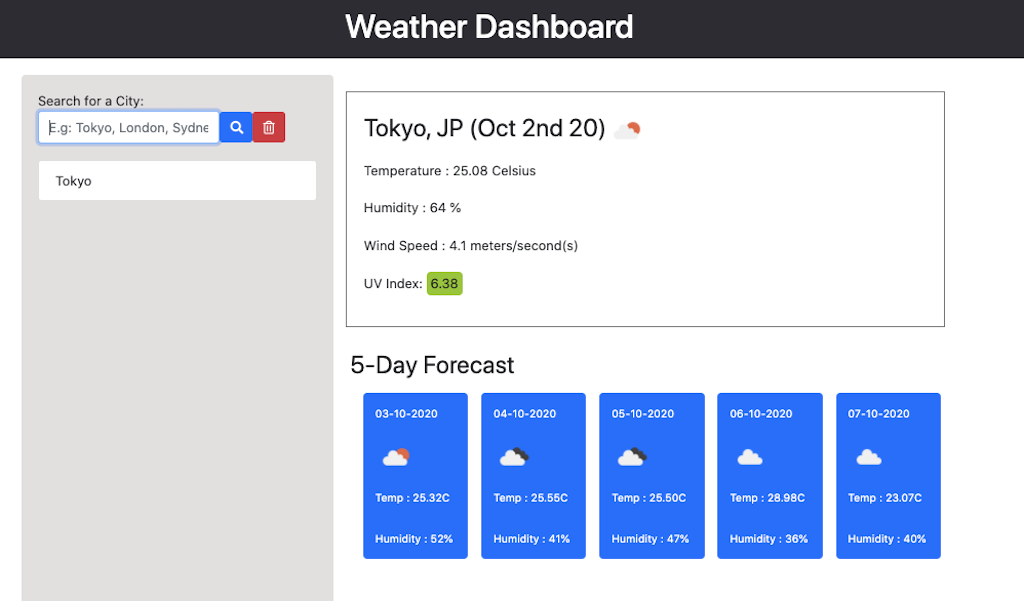 Weather Dashboard
Search for a City:
E.g: Tokyo, London, Sydne
Tokyo
Tokyo, JP (Oct 2nd 20)
Temperature : 25.08 Celsius
Humidity : 64 %
Wind Speed : 4.1 meters/second(s)
UV Index: 6.38
5-Day Forecast
03-10-2020
Temp : 25.32C
Humidity : 52%
04-10-2020
Temp : 25.55C
Humidity : 41%
05-10-2020
Temp : 25.50C
Humidity : 47%
06-10-2020
Temp : 28.98C
Humidity : 36%
07-10-2020
Temp : 23.07C
Humidity : 40%